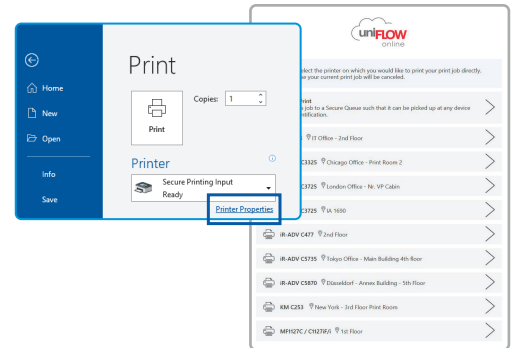 Print
Home
New
Open
Info
Save
Copies: 1
Print
Printer
Secure Printing Input
Ready
Printer Properties
uniFLOW
online
elect the printer on which you would like to print your print job directly.
your current print job will be canceled.
rint
job to a Secure Queue such that it can be picked up at any device
ntification.
IT Office - 2nd Floor
C3325 Chicago Office - Print Room 2
C3725 London Office - Nr. VP Cabin
C3725 IA 1690
iR-ADV C477 2nd Floor
iR-ADV C5735 Tokyo Office - Main Building 4th floor
iR-ADV C5870 Düsseldorf - Annex Building - 5th Floor
KM C253 New York - 3rd Floor Print Room
MF1127C / C1127iF/i 1st Floor